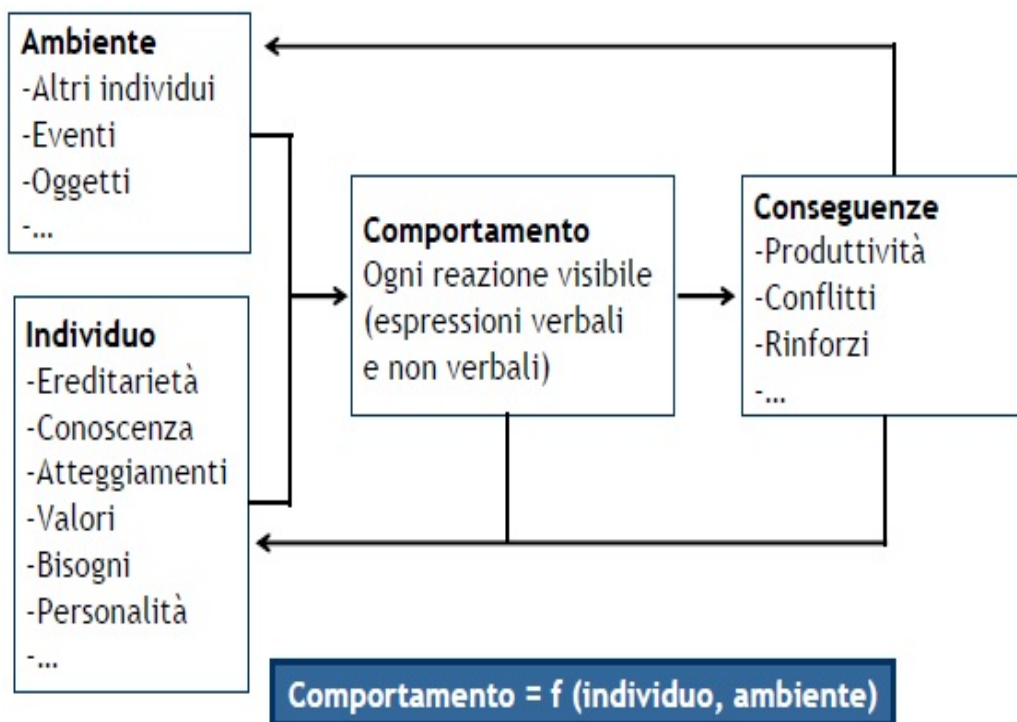 Ambiente
-Altri individui
-Eventi
-Oggetti
-...
Individuo
-Ereditarietà
-Conoscenza
-Atteggiamenti
-Valori
-Bisogni
-Personalità
-...
Comportamento
Ogni reazione visibile
(espressioni verbali
e non verbali)
Conseguenze
-Produttività
-Conflitti
-Rinforzi
-...
Comportamento = f (individuo, ambiente)